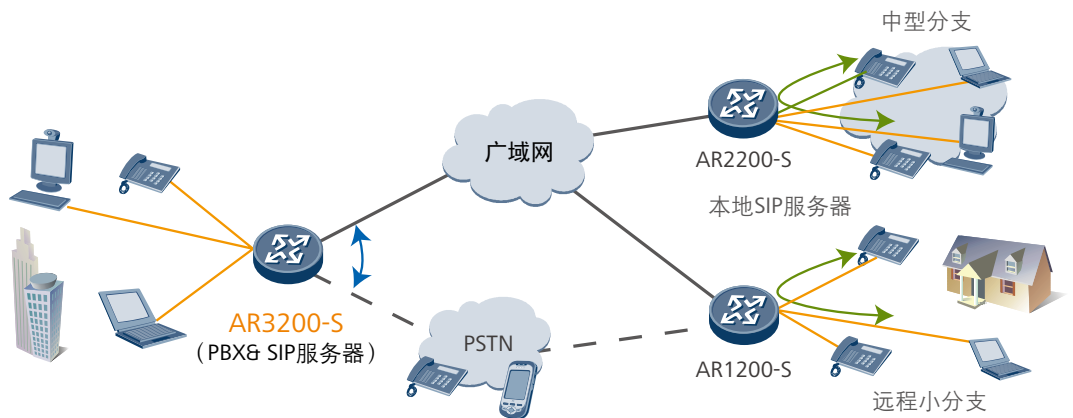 中型分支
广域网
AR2200-S
本地SIP服务器
AR3200-S
（PBX& SIP服务器）
PSTN
AR1200-S
远程小分支